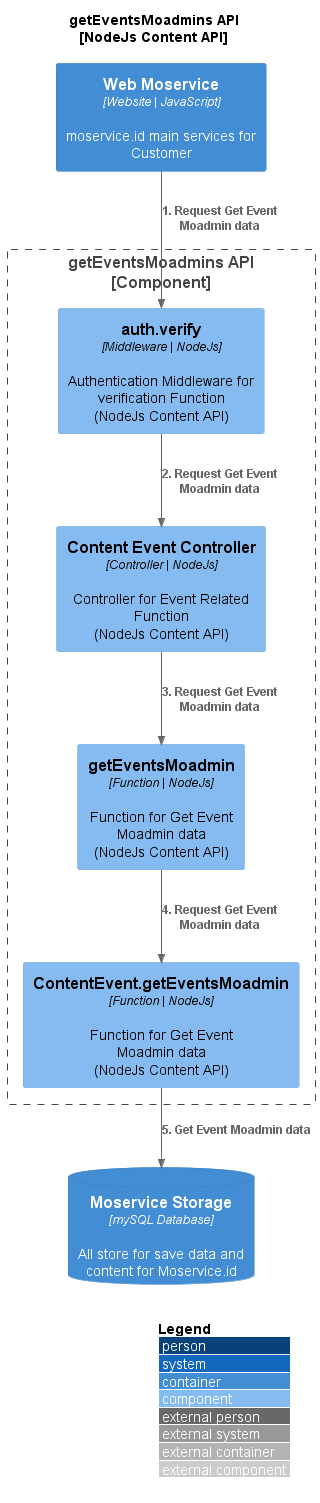 getEventsMoadmins API
[NodeJs Content API]
Web Moservice
[Website | JavaScript]
moservice.id main services for
Customer
1. Request Get Event
Moadmin data
getEventsMoadmins API
[Component]
auth.verify
[Middleware | NodeJs]
Authentication Middleware for
verification Function
(NodeJs Content API)
2. Request Get Event
Moadmin data
Content Event Controller
[Controller | NodeJs]
Controller for Event Related
Function
(NodeJs Content API)
3. Request Get Event
Moadmin data
getEventsMoadmin
[Function | NodeJs]
Function for Get Event
Moadmin data
(NodeJs Content API)
4. Request Get Event
Moadmin data
ContentEvent.getEventsMoadmin
[Function | NodeJs]
Function for Get Event
Moadmin data
(NodeJs Content API)
5. Get Event Moadmin data
Moservice Storage
[mySQL Database]
All store for save data and
content for Moservice.id
Legend
person
system
container
component
external person
external system
external container
external component